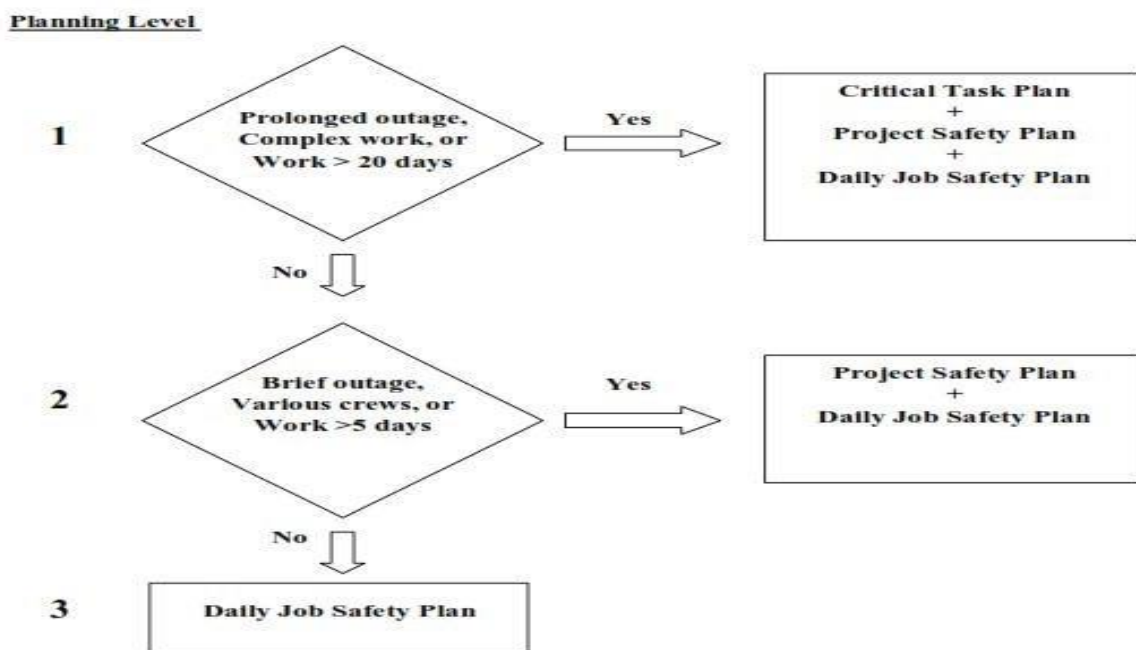 Planning Level
1
Prolonged outage,
Complex work, or
Work > 20 days
Yes
Critical Task Plan
+
Project Safety Plan
+
Daily Job Safety Plan
No
2
Brief outage,
Various crews, or
Work >5 days
Yes
Project Safety Plan
+
Daily Job Safety Plan
No
3
Daily Job Safety Plan